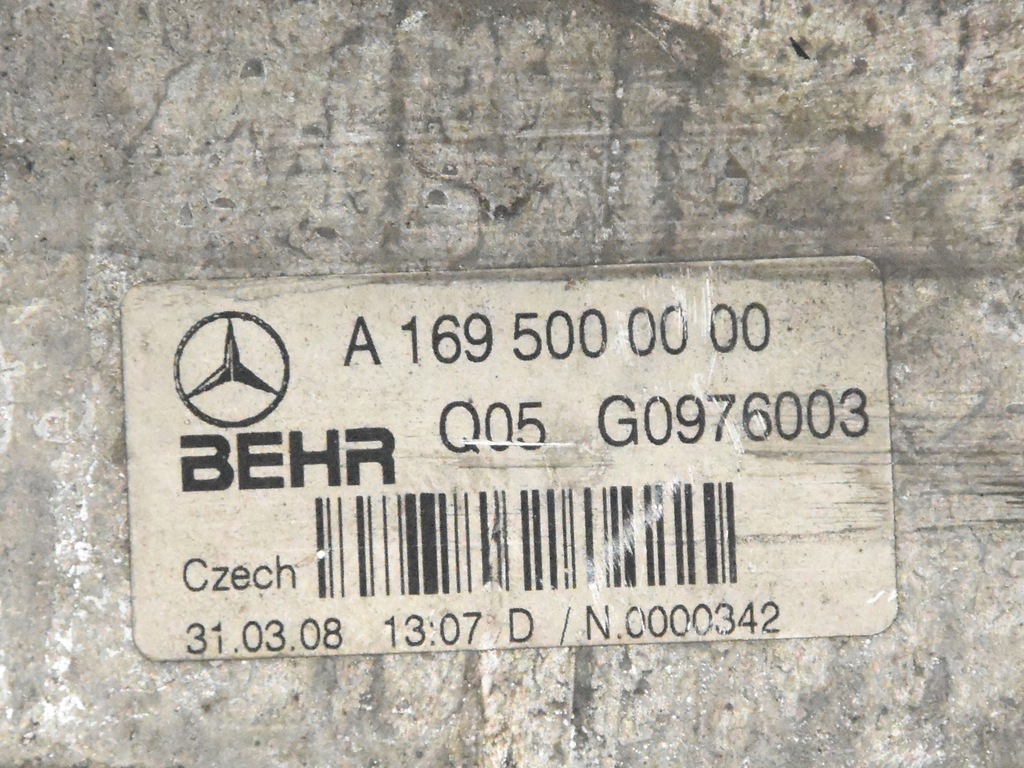 A 169 500 00 00
Q05 G0976003
BEHR
Czech
31.03.08 13:07 D / N.0000342